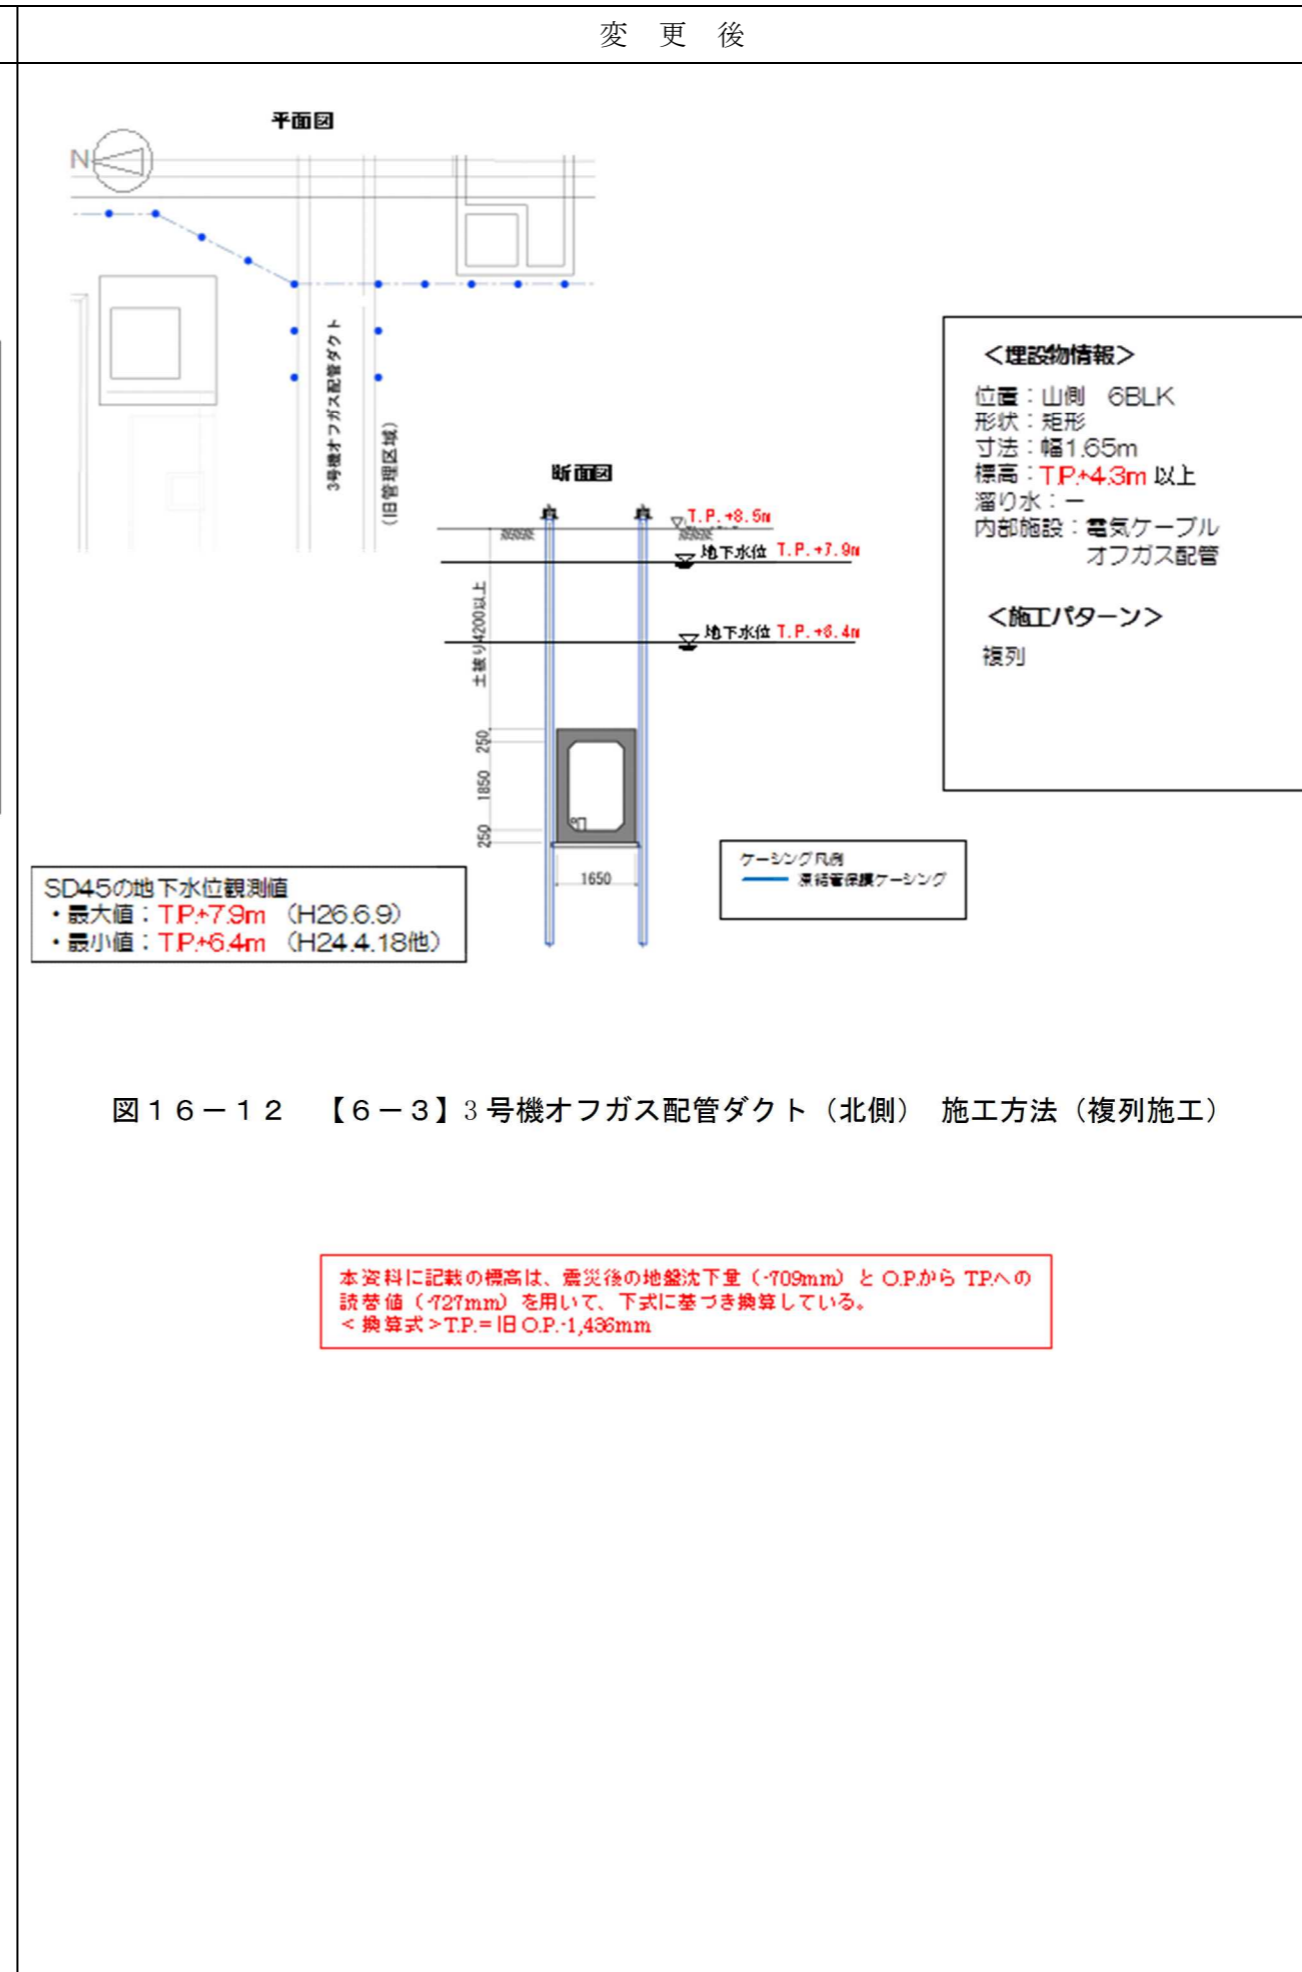 変 更 後
平面図
N
3号機オフガス配管ダクト
(旧管理区域)
断面図
T.P.+8.5m
地下水位 T.P.+7.9m
地下水位 T.P.+6.4m
土被り4200以上
250
1850
250
1650
<埋設物情報>
位置:山側 6BLK
形状:矩形
寸法:幅1.65m
標高:T.P.+4.3m 以上
溜り水:ー
内部施設:電気ケーブル
オフガス配管
<施工パターン>
複列
ケーシング凡例
凍結管保護ケーシング
SD45の地下水位観測値
・最大値:T.P.+7.9m (H26.6.9)
・最小値:T.P.+6.4m (H24.4.18他)
図16-12 【6-3】3号機オフガス配管ダクト(北側) 施工方法(複列施工)
本資料に記載の標高は、震災後の地盤沈下量(-709mm)と O.P.から T.P.への
読替値(-727mm)を用いて、下式に基づき換算している。
<換算式>T.P.=旧 O.P.-1,436mm